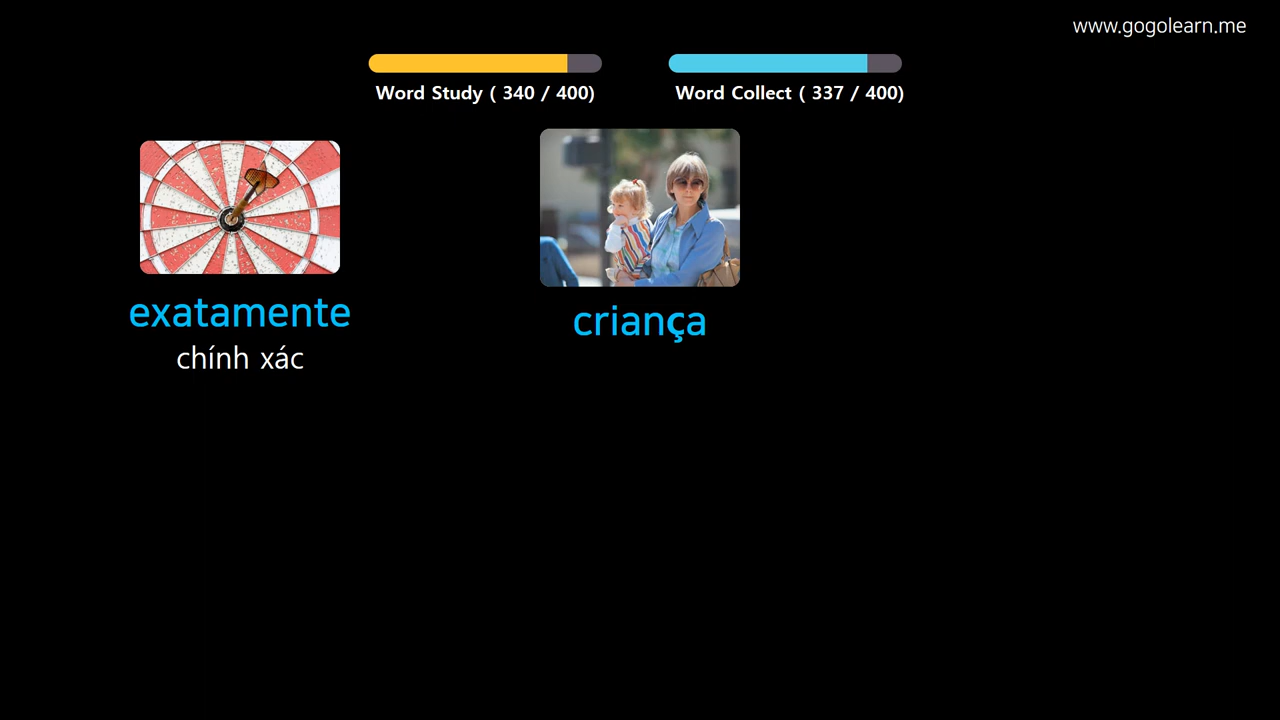 www.gogolearn.me
Word Study ( 340 / 400)
Word Collect ( 337 / 400)
exatamente
chính xác
criança